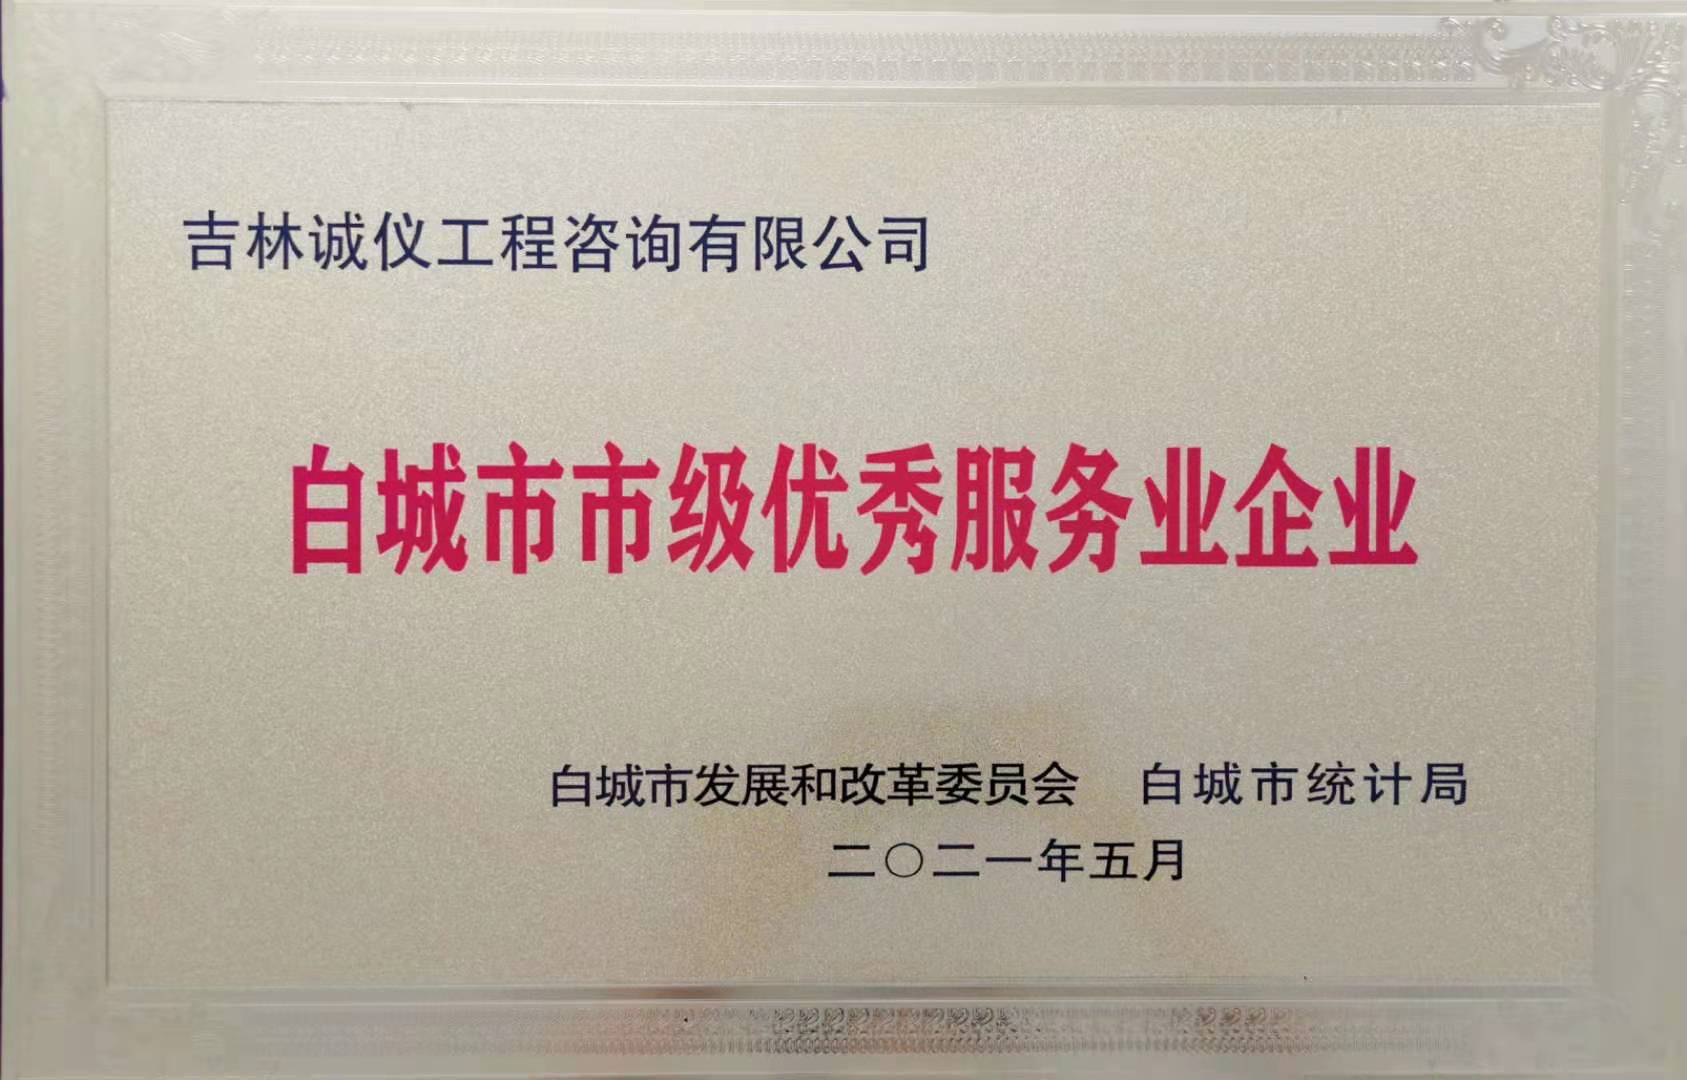 吉林诚仪工程咨询有限公司
白城市市级优秀服务业企业
白城市发展和改革委员会 白城市统计局
二〇二一年五月